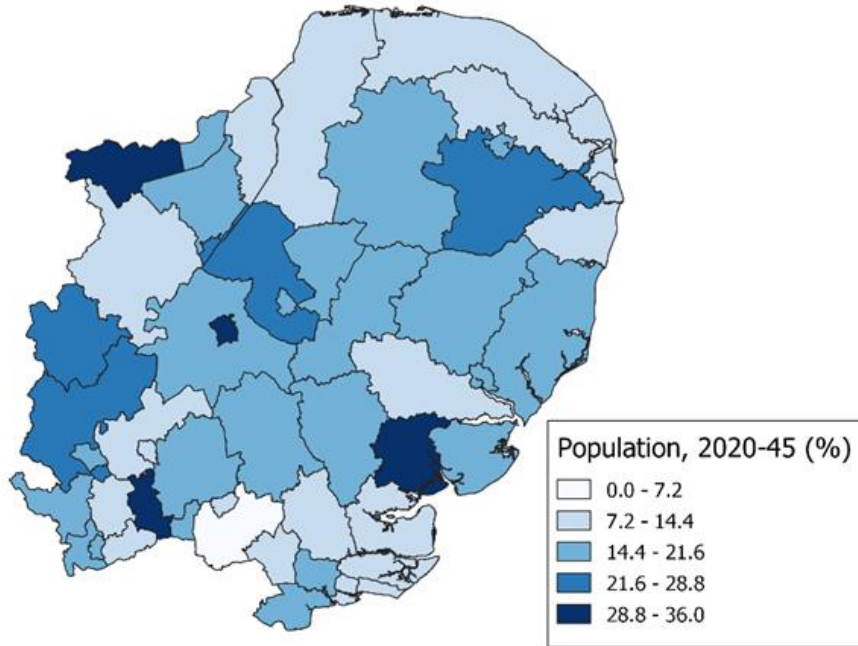 Population, 2020-45 (%)
0.0 - 7.2
7.2 - 14.4
14.4 - 21.6
21.6 - 28.8
28.8 - 36.0